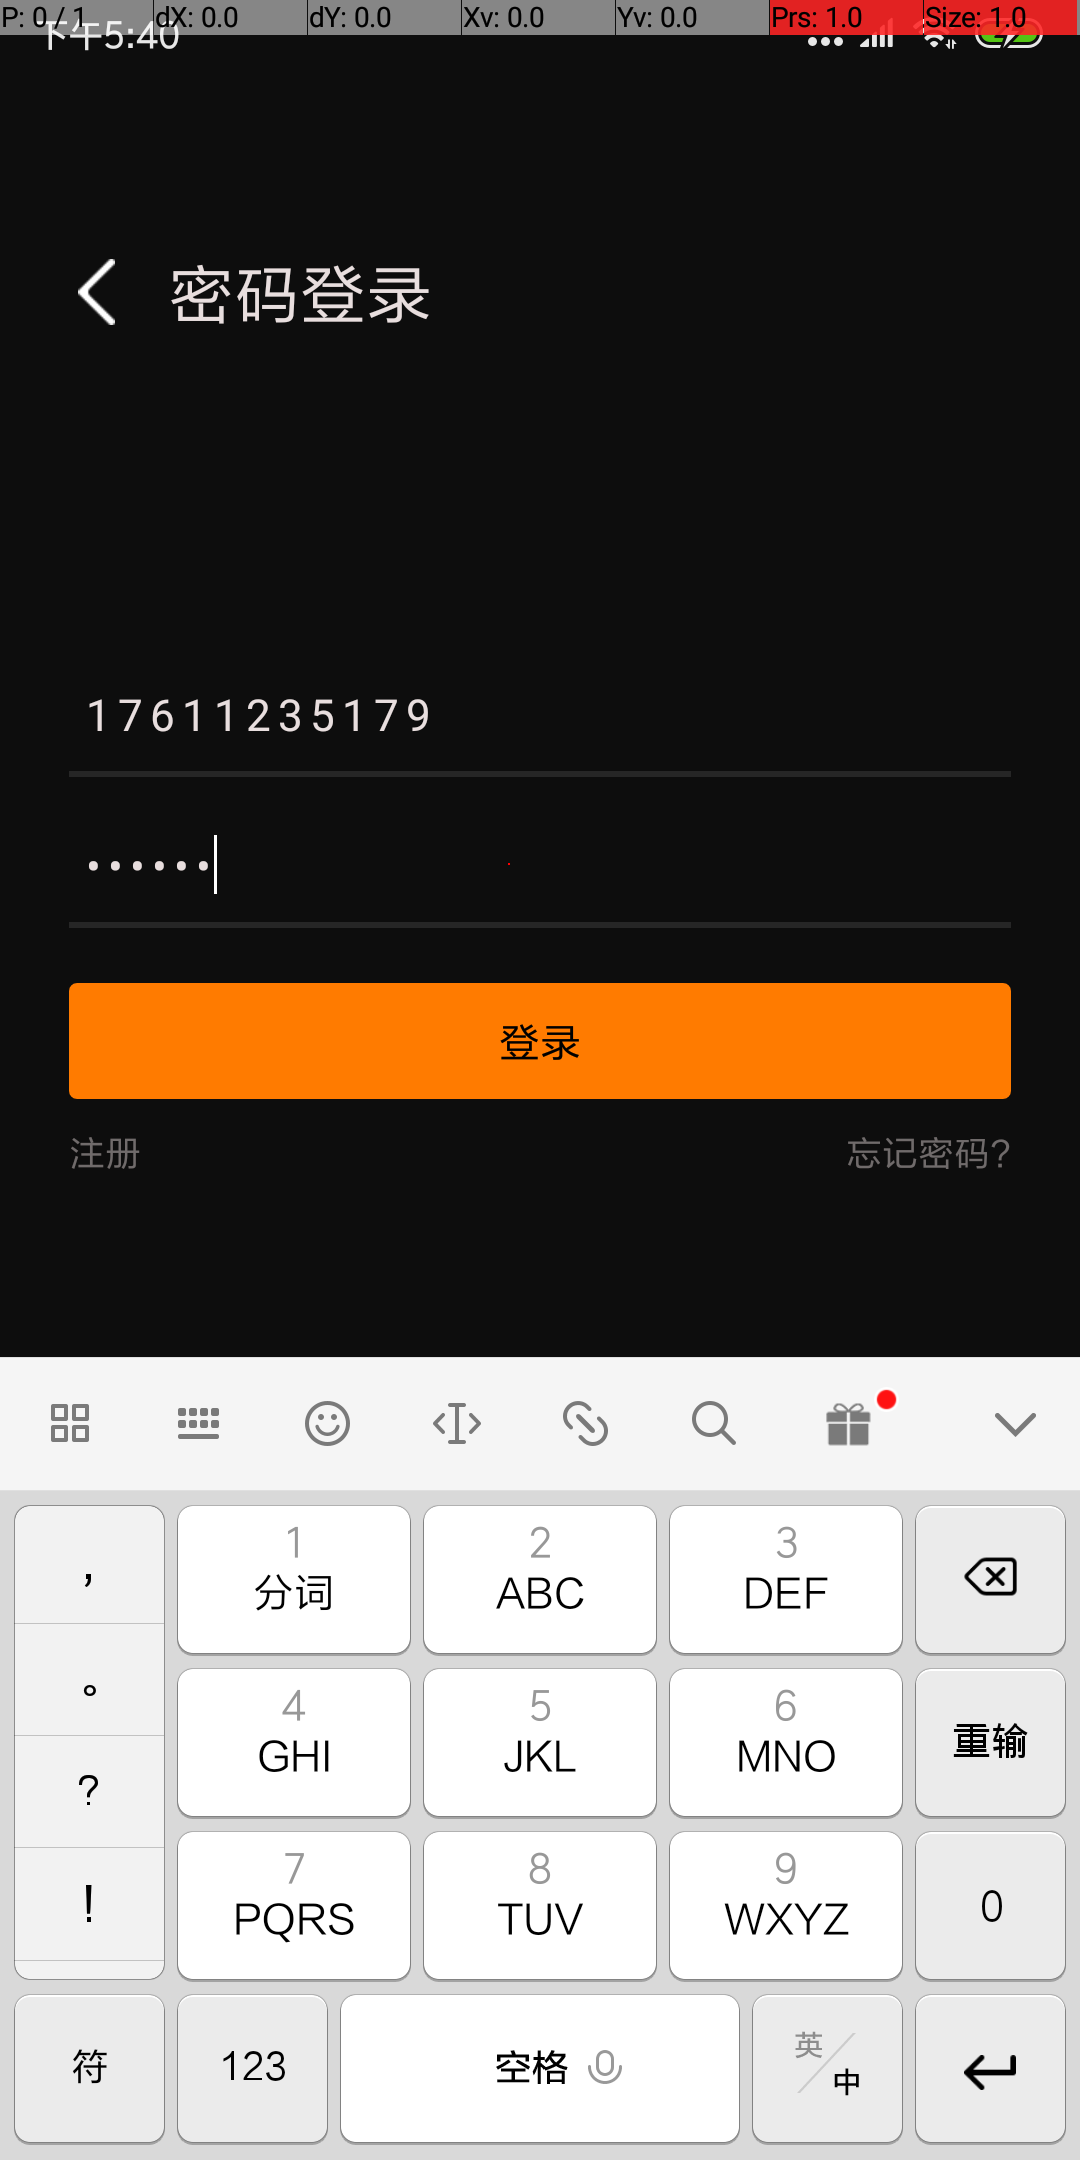 P: 0 / 1 dX: 0.0 dY: 0.0 Xv: 0.0 Yv: 0.0 Prs: 1.0 Size: 1.0
下午5:40
密码登录
17611235179
••••••
登录
注册 忘记密码?
, 1 2 3
分词 ABC DEF
。 4 5 6
GHI JKL MNO 重输
? 7 8 9
! PQRS TUV WXYZ 0
符 123 空格 英/中